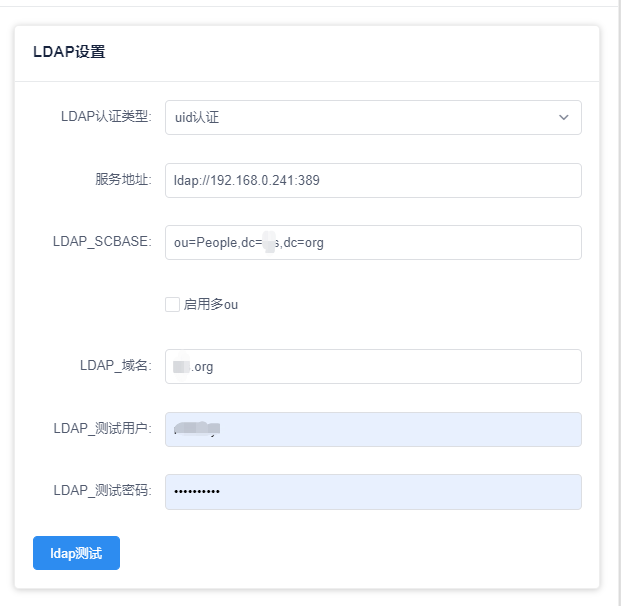 LDAP设置
LDAP认证类型: uid认证
服务地址: ldap://192.168.0.241:389
LDAP_SCBASE: ou=People,dc=s,dc=org
启用多ou
LDAP_域名: .org
LDAP_测试用户:
LDAP_测试密码: ••••••••••
ldap测试